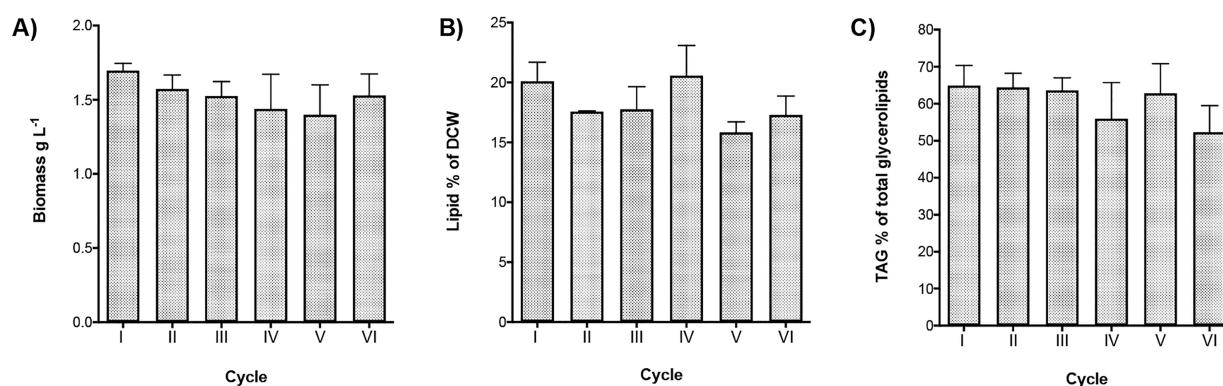 A)
Biomass g L⁻¹
2.0
1.5
1.0
0.5
0.0
I II III IV V VI
Cycle
B)
Lipid % of DCW
25
20
15
10
5
0
I II III IV V VI
Cycle
C)
TAG % of total glycerolipids
80
70
60
50
40
30
20
10
0
I II III IV V VI
Cycle